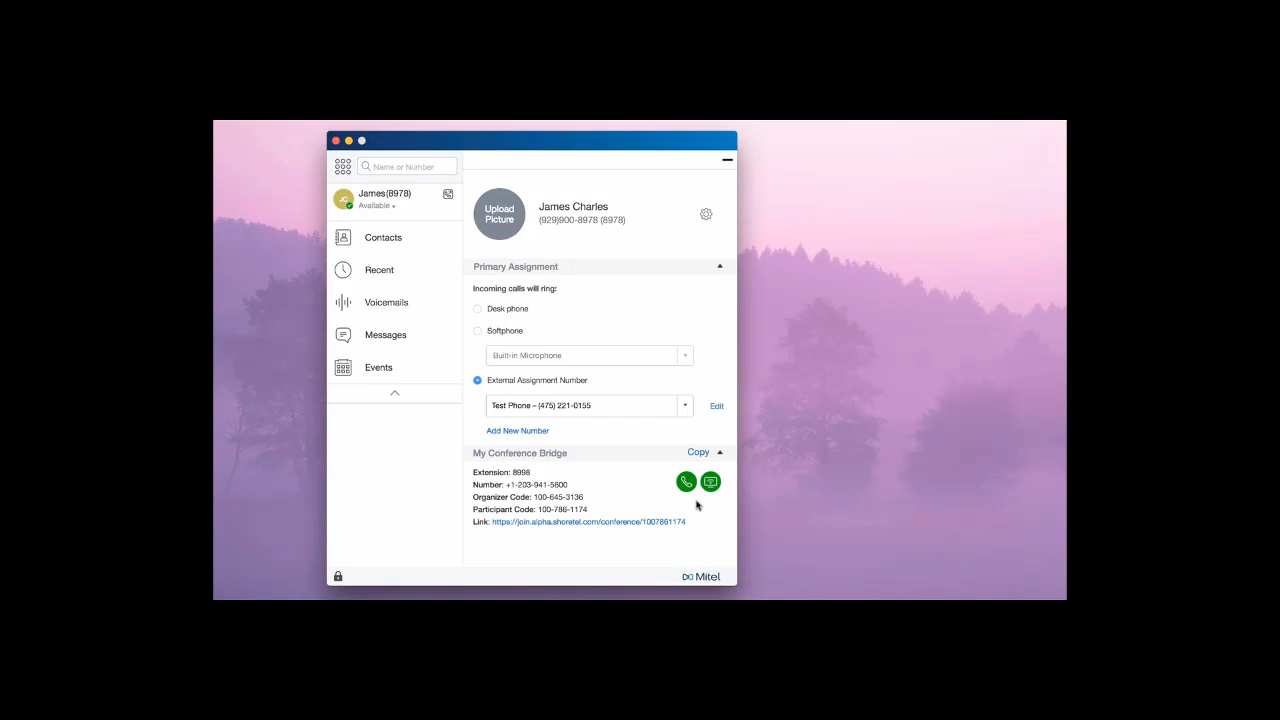 Name or Number
James(8978)
Available
JC
Contacts
Recent
Voicemails
Messages
Events
Upload
Picture
James Charles
(929)900-8978 (8978)
Primary Assignment
Incoming calls will ring:
Desk phone
Softphone
Built-in Microphone
External Assignment Number
Test Phone – (475) 221-0155
Edit
Add New Number
My Conference Bridge
Copy
Extension: 8998
Number: +1-203-941-5600
Organizer Code: 100-645-3136
Participant Code: 100-786-1174
Link: https://join.alpha.shoretel.com/conference/1007861174
Mitel